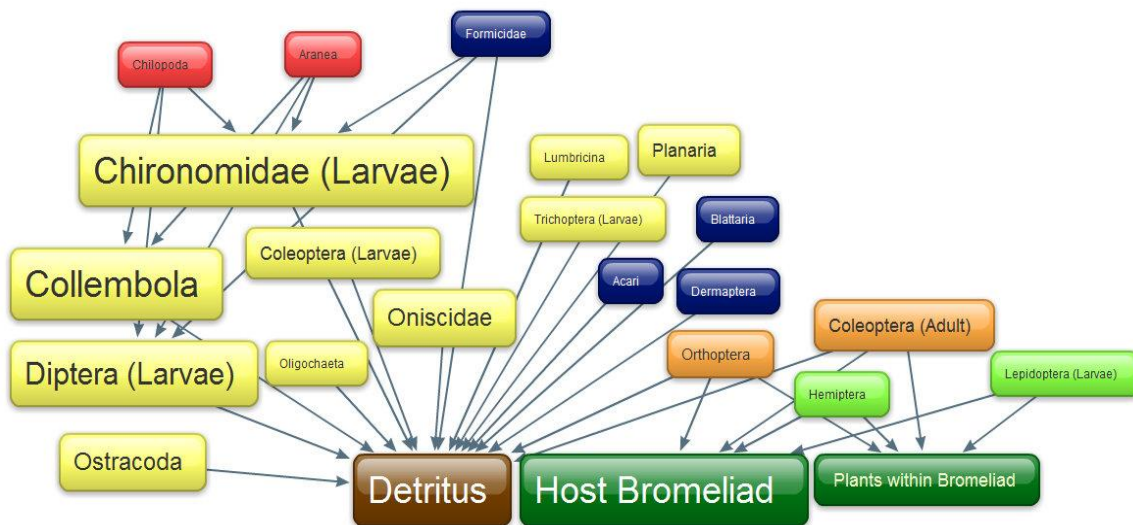 Formicidae
Aranea
Chilopoda
Chironomidae (Larvae)
Lumbricina
Planaria
Trichoptera (Larvae)
Blattaria
Coleoptera (Larvae)
Collembola
Acari
Dermaptera
Oniscidae
Coleoptera (Adult)
Orthoptera
Oligochaeta
Diptera (Larvae)
Lepidoptera (Larvae)
Hemiptera
Ostracoda
Detritus
Host Bromeliad
Plants within Bromeliad